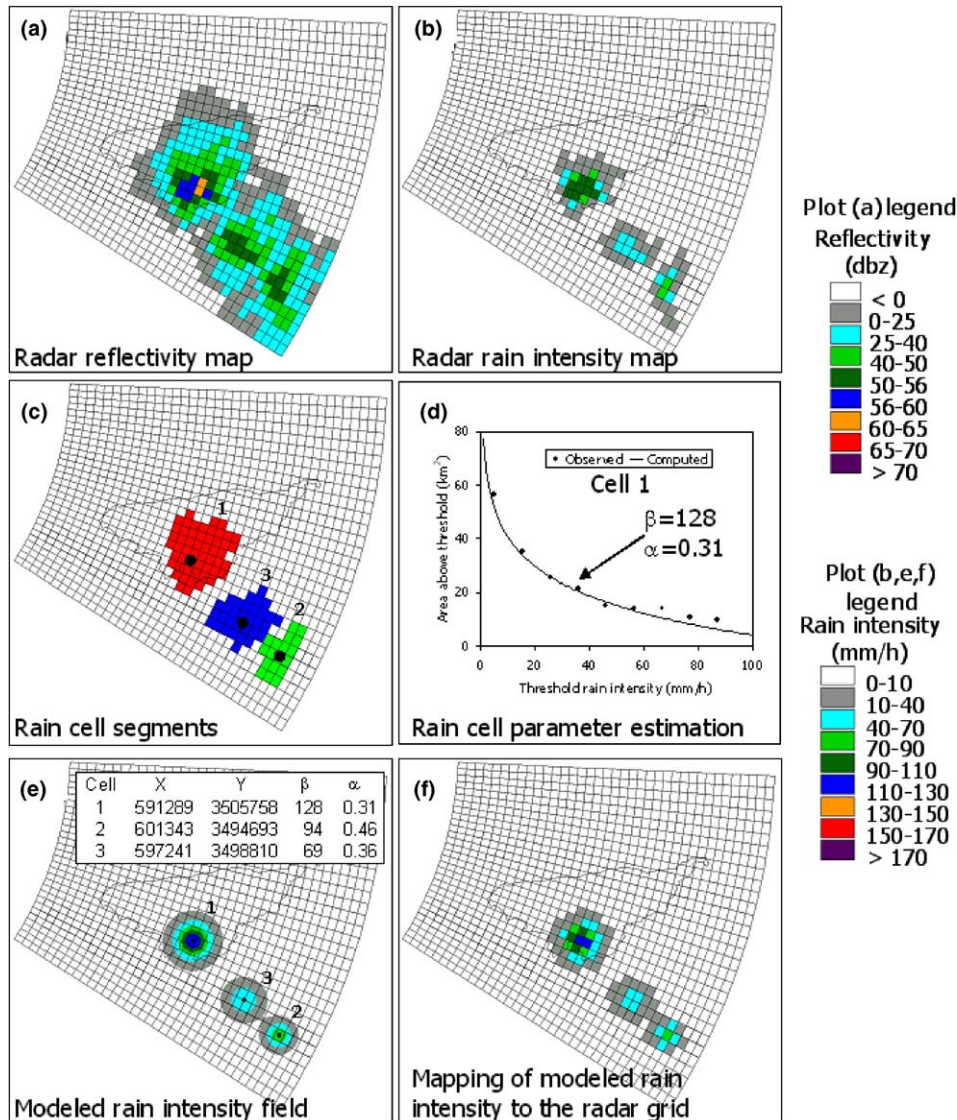 (a)
Radar reflectivity map
(b)
Radar rain intensity map
Plot (a) legend
Reflectivity
(dbz)
< 0
0-25
25-40
40-50
50-56
56-60
60-65
65-70
> 70
(c)
1
3
2
Rain cell segments
(d)
Area above threshold (km²)
80
60
40
20
0
• Observed — Computed
Cell 1
β=128
α=0.31
0 20 40 60 80 100
Threshold rain intensity (mm/h)
Rain cell parameter estimation
Plot (b,e,f)
legend
Rain intensity
(mm/h)
0-10
10-40
40-70
70-90
90-110
110-130
130-150
150-170
> 170
(e)
Cell X Y β α
1 591289 3505758 128 0.31
2 601343 3494693 94 0.46
3 597241 3498810 69 0.36
1
3
2
Modeled rain intensity field
(f)
Mapping of modeled rain
intensity to the radar grid